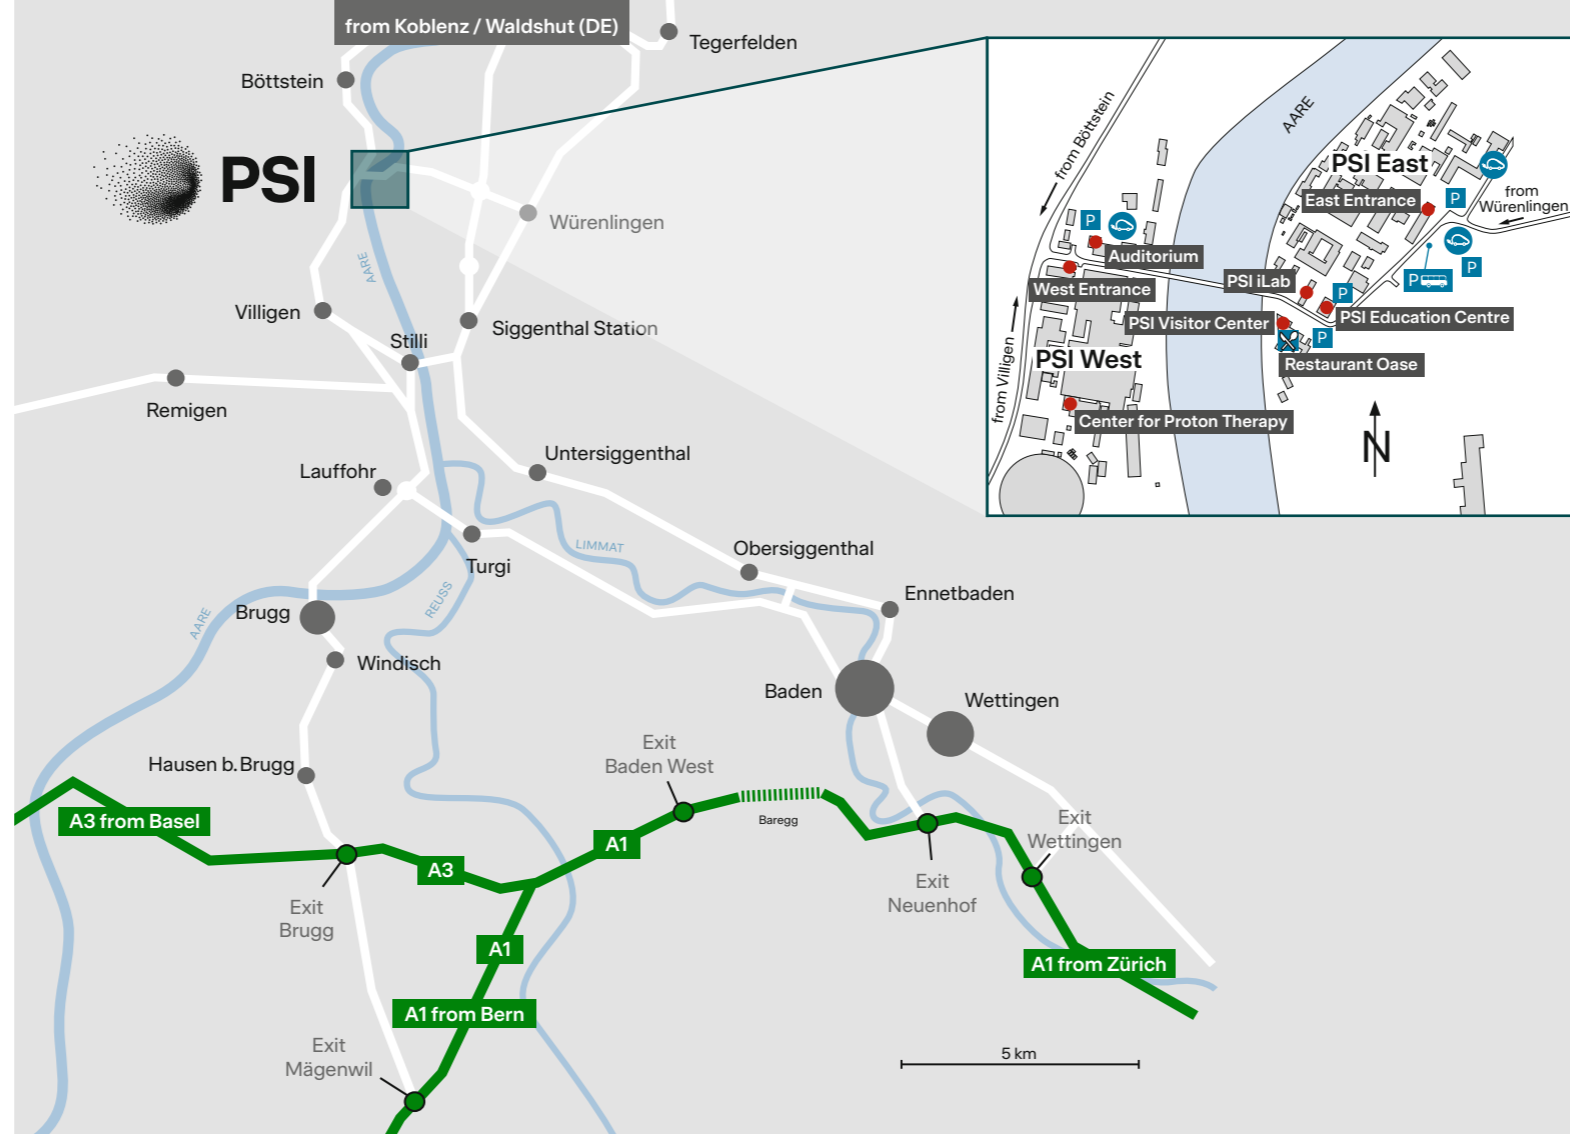 from Koblenz / Waldshut (DE)
Tegerfelden
Böttstein
PSI
Würenlingen
AARE
Villigen
Siggenthal Station
Stilli
Remigen
Untersiggenthal
Lauffohr
LIMMAT
Obersiggenthal
Turgi
REUSS
Ennetbaden
AARE
Brugg
Windisch
Baden
Wettingen
Exit
Baden West
Hausen b. Brugg
A3 from Basel
Baregg
A1
Exit
Wettingen
A3
Exit
Neuenhof
Exit
Brugg
A1
A1 from Zürich
A1 from Bern
Exit
Mägenwil
5 km
from Böttstein
AARE
PSI East
East Entrance
P
from
Würenlingen
P
Auditorium
P
P
West Entrance
PSI iLab
P
PSI Education Centre
PSI Visitor Center
P
from Villigen
PSI West
Restaurant Oase
Center for Proton Therapy
N